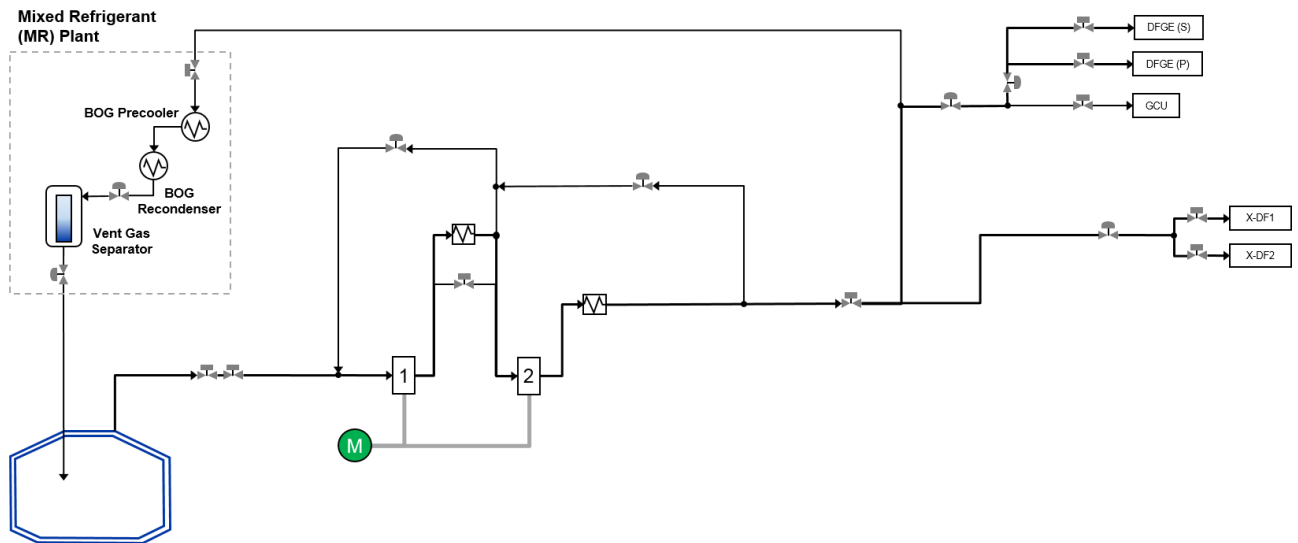 Mixed Refrigerant
(MR) Plant
BOG Precooler
BOG
Recondenser
Vent Gas
Separator
DFGE (S)
DFGE (P)
GCU
X-DF1
X-DF2
1
2
M